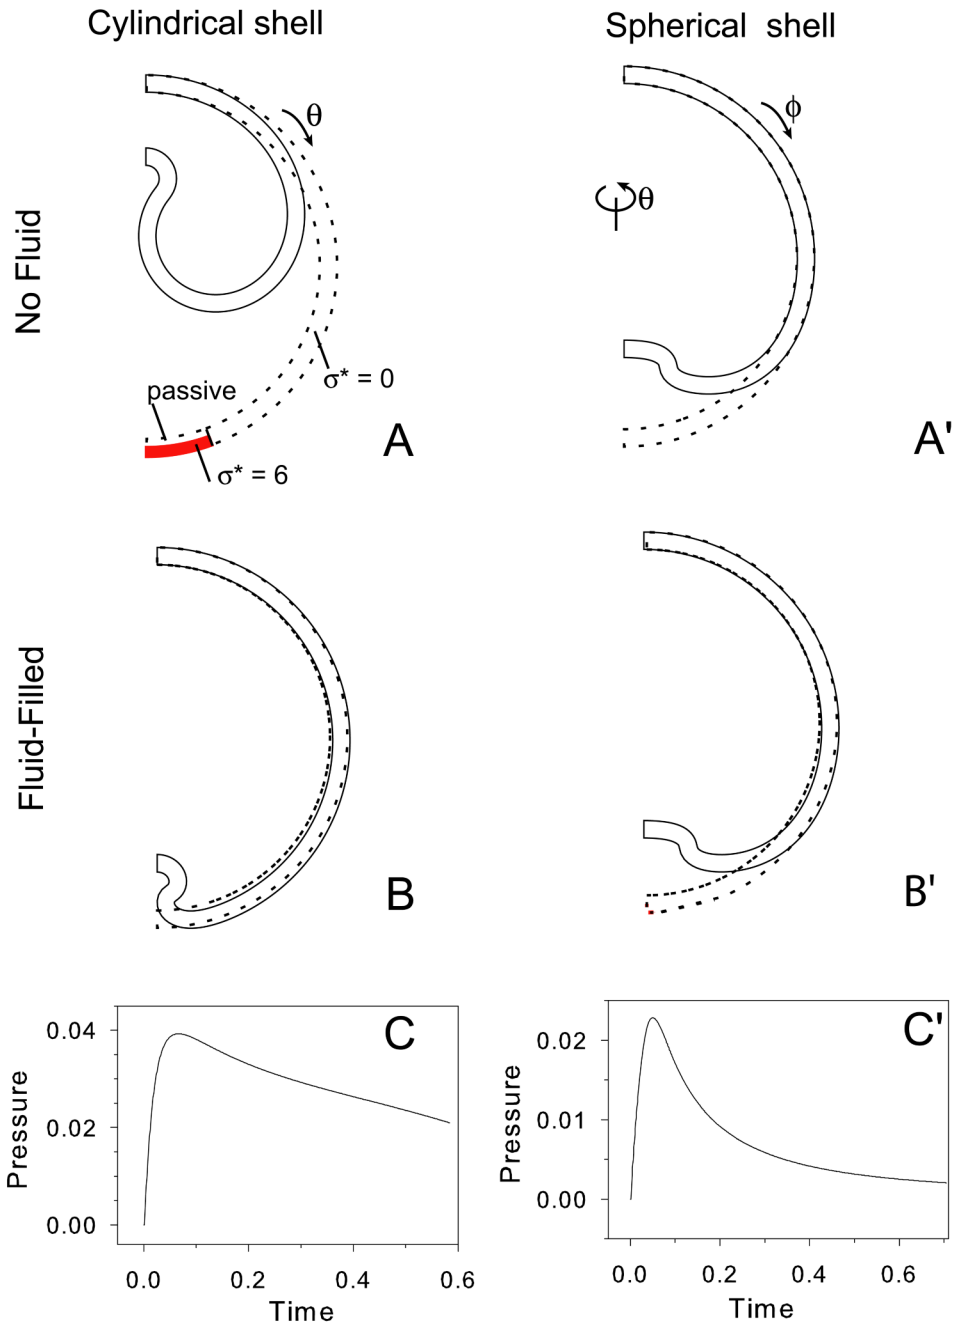 Cylindrical shell
Spherical shell
No Fluid
θ
ϕ
θ
σ* = 0
passive
σ* = 6
A
A'
Fluid-Filled
B
B'
C
Pressure
0.04
0.02
0.00
0.0 0.2 0.4 0.6
Time
C'
Pressure
0.02
0.01
0.00
0.0 0.2 0.4 0.6
Time